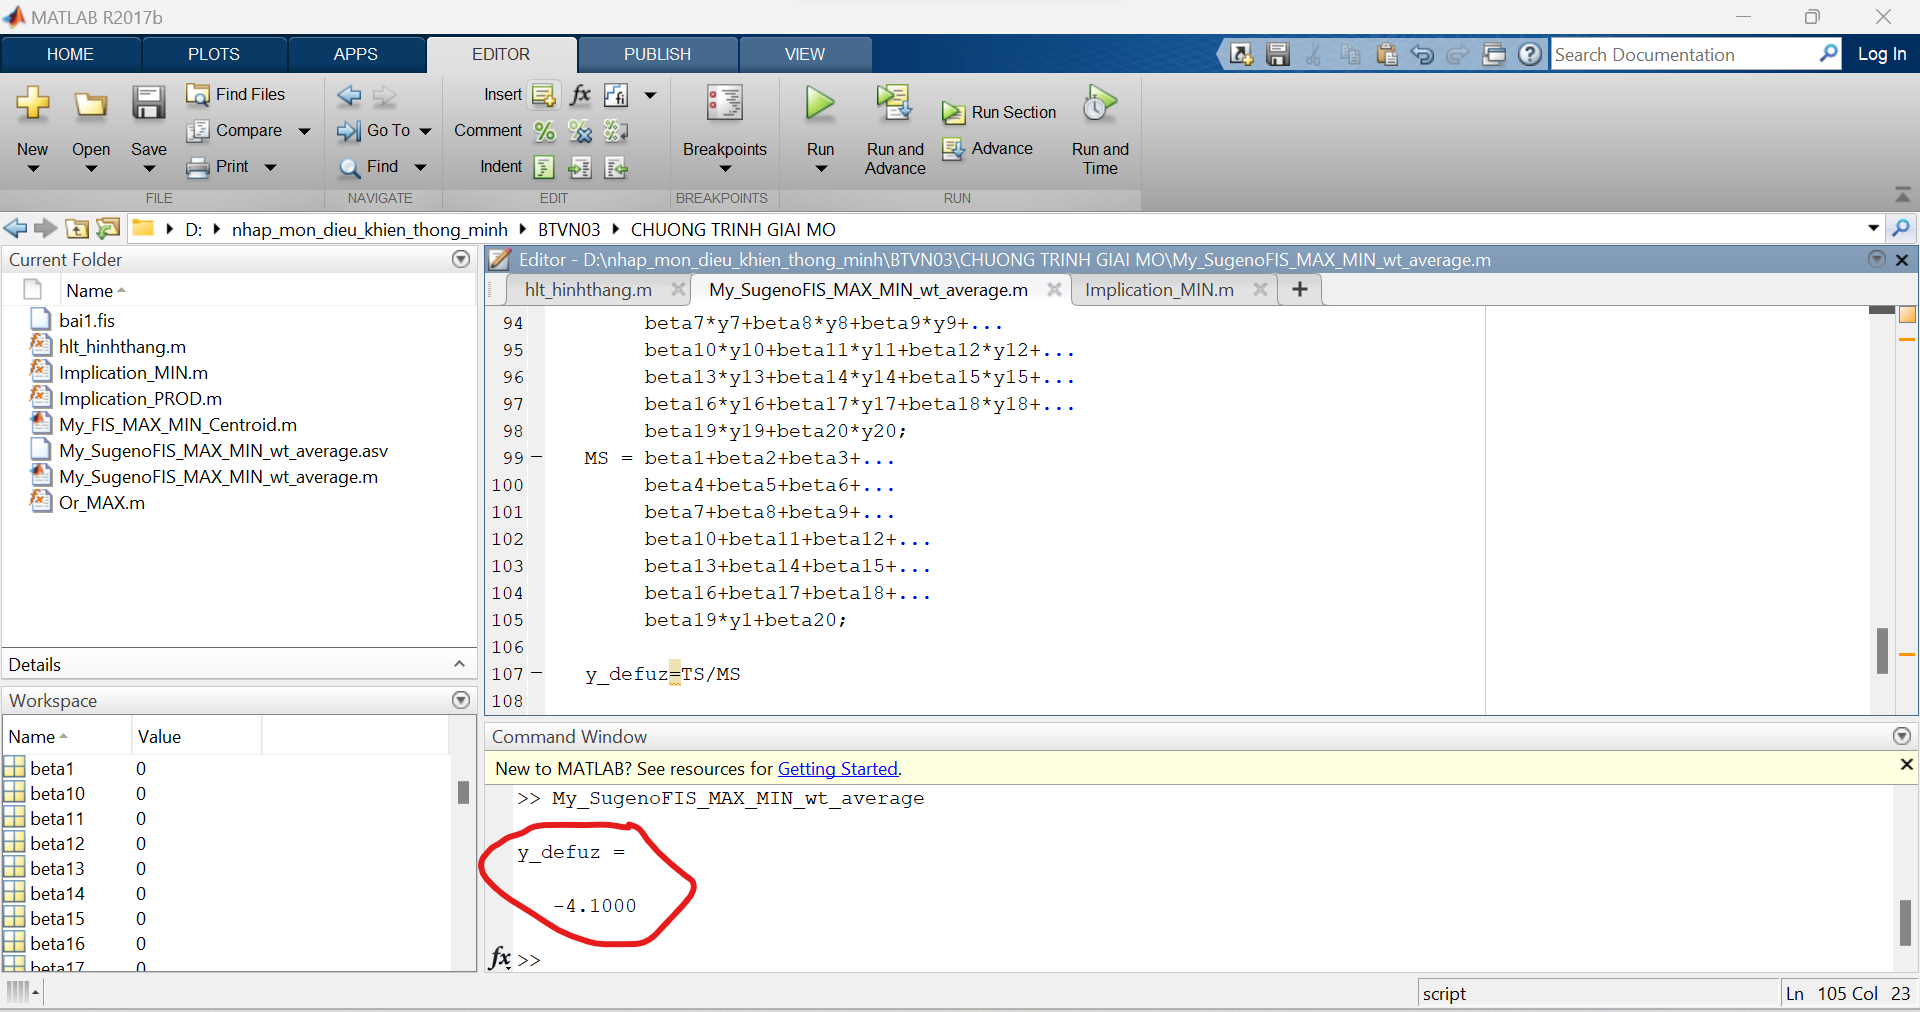 MATLAB R2017b
HOME
PLOTS
APPS
EDITOR
PUBLISH
VIEW
Search Documentation
Log In
New
Open
Save
Find Files
Compare
Print
FILE
Go To
Find
NAVIGATE
Insert
fx
fi
Comment
Indent
EDIT
Breakpoints
BREAKPOINTS
Run
Run and
Advance
Run Section
Advance
Run and
Time
RUN
D:
nhap_mon_dieu_khien_thong_minh
BTVN03
CHUONG TRINH GIAI MO
Current Folder
Name
bai1.fis
hlt_hinhthang.m
Implication_MIN.m
Implication_PROD.m
My_FIS_MAX_MIN_Centroid.m
My_SugenoFIS_MAX_MIN_wt_average.asv
My_SugenoFIS_MAX_MIN_wt_average.m
Or_MAX.m
Details
Workspace
Name Value
beta1 0
beta10 0
beta11 0
beta12 0
beta13 0
beta14 0
beta15 0
beta16 0
beta17 0
Editor - D:\nhap_mon_dieu_khien_thong_minh\BTVN03\CHUONG TRINH GIAI MO\My_SugenoFIS_MAX_MIN_wt_average.m
hlt_hinhthang.m
My_SugenoFIS_MAX_MIN_wt_average.m
Implication_MIN.m
94 beta7*y7+beta8*y8+beta9*y9+...
95 beta10*y10+beta11*y11+beta12*y12+...
96 beta13*y13+beta14*y14+beta15*y15+...
97 beta16*y16+beta17*y17+beta18*y18+...
98 beta19*y19+beta20*y20;
99 – MS = beta1+beta2+beta3+...
100 beta4+beta5+beta6+...
101 beta7+beta8+beta9+...
102 beta10+beta11+beta12+...
103 beta13+beta14+beta15+...
104 beta16+beta17+beta18+...
105 beta19*y1+beta20;
106
107 – y_defuz=TS/MS
108
Command Window
New to MATLAB? See resources for Getting Started.
>> My_SugenoFIS_MAX_MIN_wt_average
y_defuz =
-4.1000
fx >>
script
Ln 105 Col 23